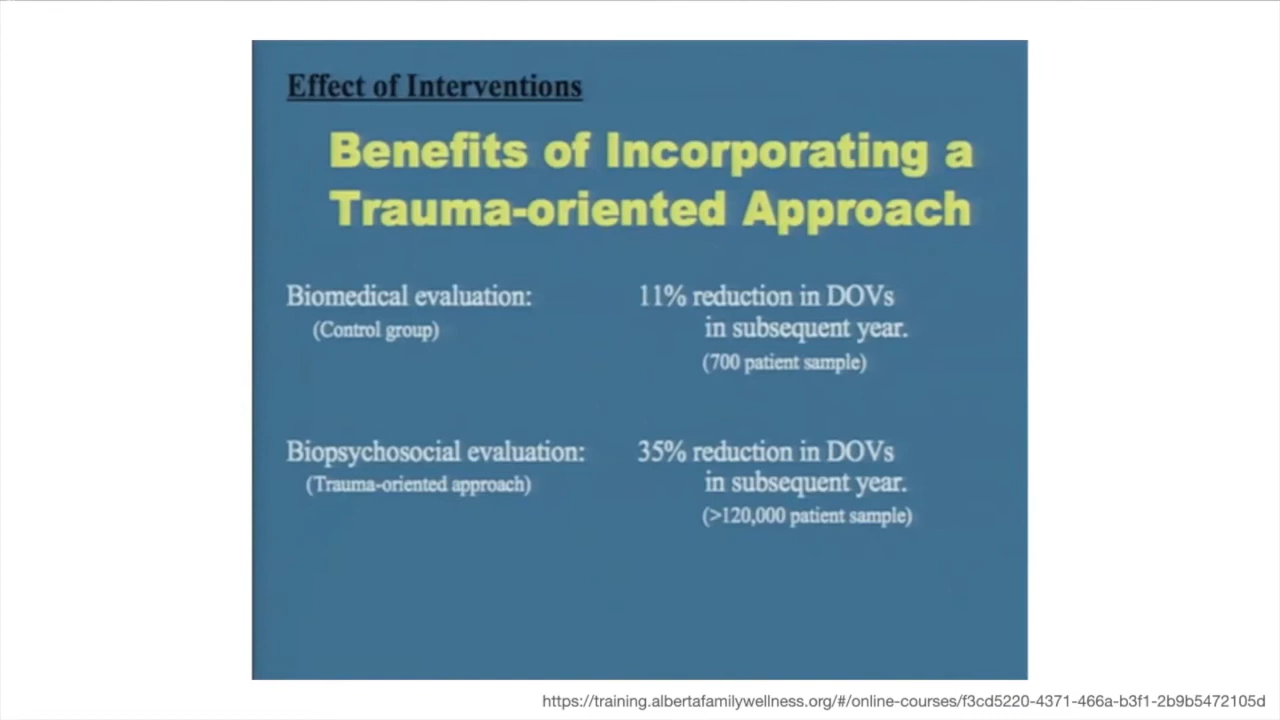 Effect of Interventions
Benefits of Incorporating a
Trauma-oriented Approach
Biomedical evaluation:
(Control group)
11% reduction in DOVs
in subsequent year.
(700 patient sample)
Biopsychosocial evaluation:
(Trauma-oriented approach)
35% reduction in DOVs
in subsequent year.
(>120,000 patient sample)
https://training.albertafamilywellness.org/#/online-courses/f3cd5220-4371-466a-b3f1-2b9b5472105d